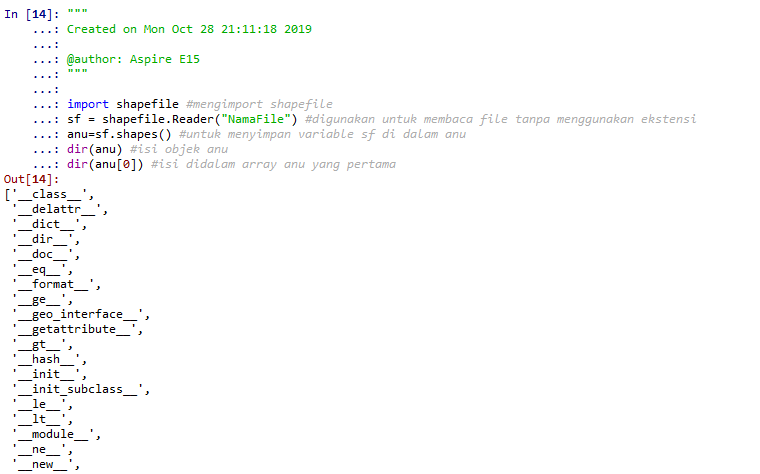 In [14]: """
    ...: Created on Mon Oct 28 21:11:18 2019
    ...:
    ...: @author: Aspire E15
    ...: """
    ...:
    ...: import shapefile #mengimport shapefile
    ...: sf = shapefile.Reader("NamaFile") #digunakan untuk membaca file tanpa menggunakan ekstensi
    ...: anu=sf.shapes() #untuk menyimpan variable sf di dalam anu
    ...: dir(anu) #isi objek anu
    ...: dir(anu[0]) #isi didalam array anu yang pertama
Out[14]:
['__class__',
 '__delattr__',
 '__dict__',
 '__dir__',
 '__doc__',
 '__eq__',
 '__format__',
 '__ge__',
 '__geo_interface__',
 '__getattribute__',
 '__gt__',
 '__hash__',
 '__init__',
 '__init_subclass__',
 '__le__',
 '__lt__',
 '__module__',
 '__ne__',
 '__new__',